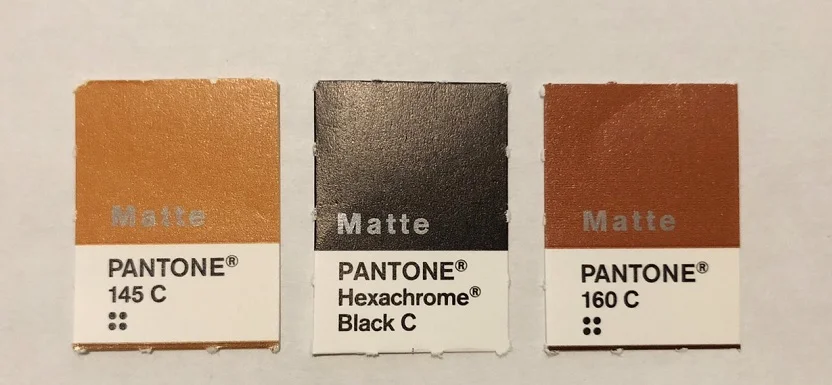 Matte
PANTONE®
145 C
Matte
PANTONE®
Hexachrome®
Black C
Matte
PANTONE®
160 C